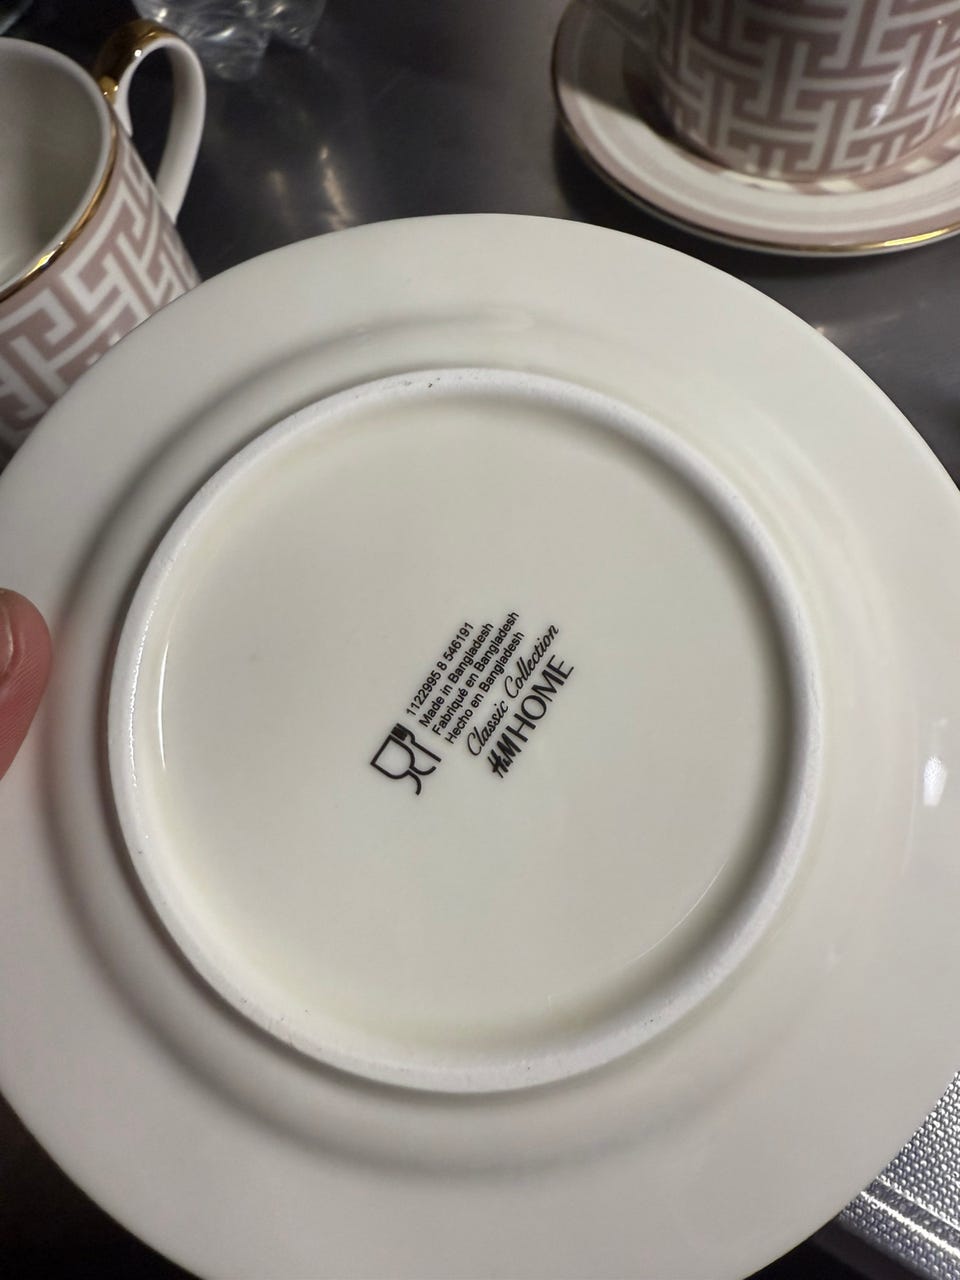 1122995 8 546191
Made in Bangladesh
Fabriqué en Bangladesh
Hecho en Bangladesh
Classic Collection
H&M HOME